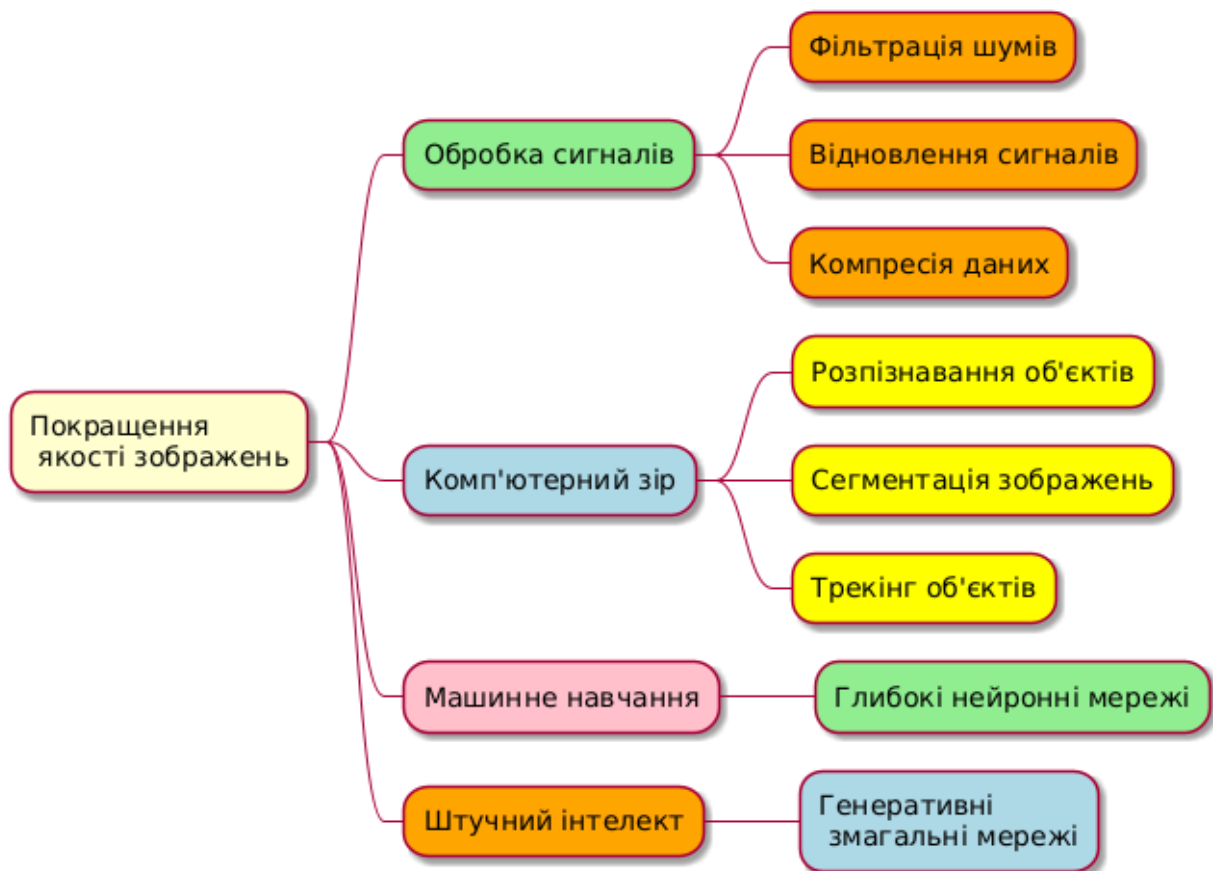 Покращення
якості зображень
Обробка сигналів
Фільтрація шумів
Відновлення сигналів
Компресія даних
Комп'ютерний зір
Розпізнавання об'єктів
Сегментація зображень
Трекінг об'єктів
Машинне навчання
Глибокі нейронні мережі
Штучний інтелект
Генеративні
змагальні мережі